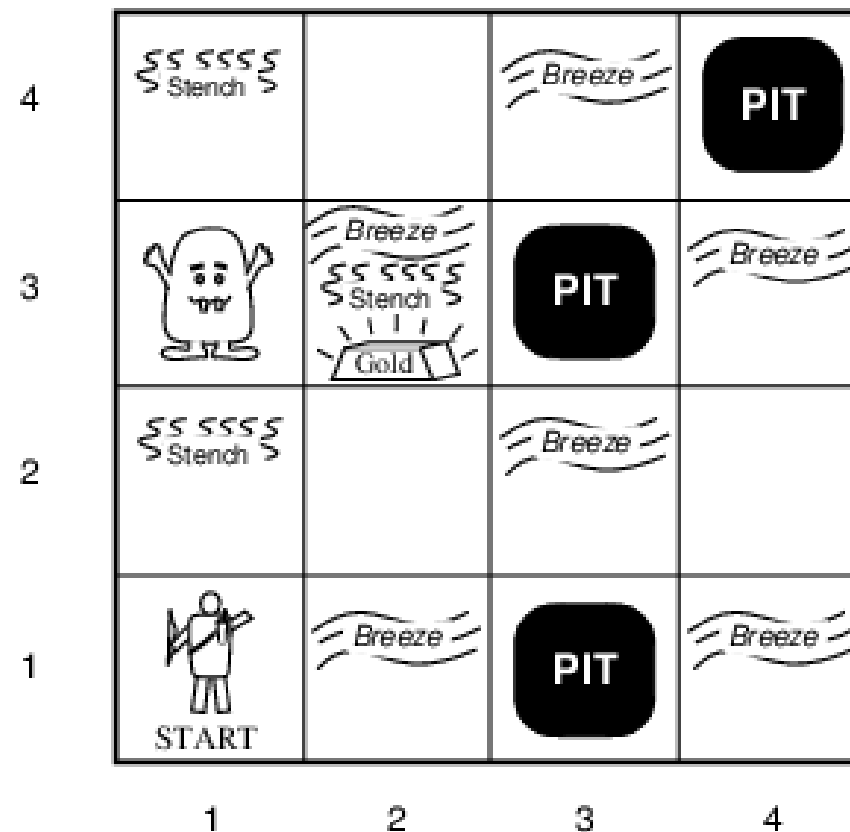 4
Stench
Breeze
PIT
3
Breeze
Stench
Gold
PIT
Breeze
2
Stench
Breeze
1
START
Breeze
PIT
Breeze
1 2 3 4